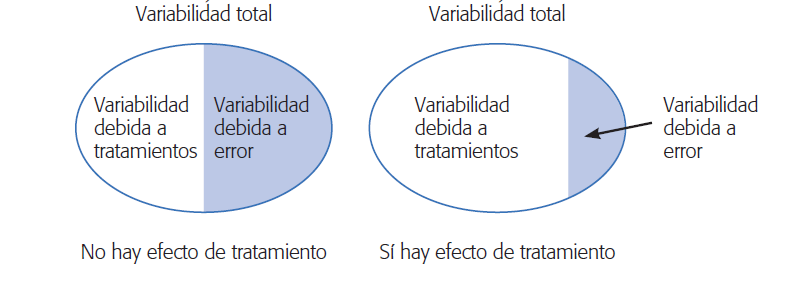 Variabilidad total
Variabilidad
debida a
tratamientos
Variabilidad
debida a
error
No hay efecto de tratamiento
Variabilidad total
Variabilidad
debida a
tratamientos
Variabilidad
debida a
error
Sí hay efecto de tratamiento